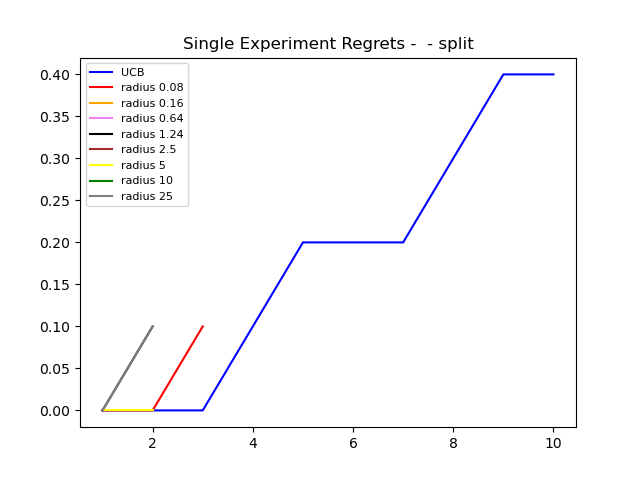 Single Experiment Regrets -  - split
0.40
0.35
0.30
0.25
0.20
0.15
0.10
0.05
0.00
UCB
radius 0.08
radius 0.16
radius 0.64
radius 1.24
radius 2.5
radius 5
radius 10
radius 25
2 4 6 8 10